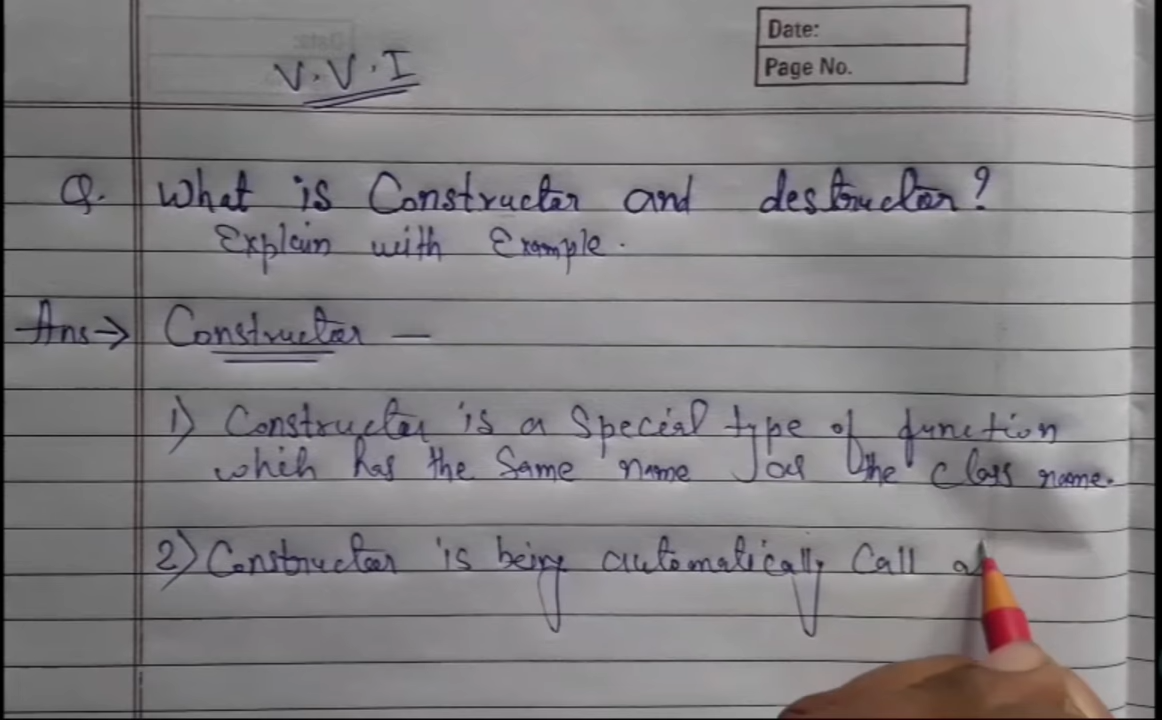 Date:
V.V.I
Page No.
Q. What is Constructor and destructor?
Explain with Example.
Ans→ Constructor —
1) Constructor is a Special type of function
which has the Same name as the class name.
2) Constructor is being automatically Call